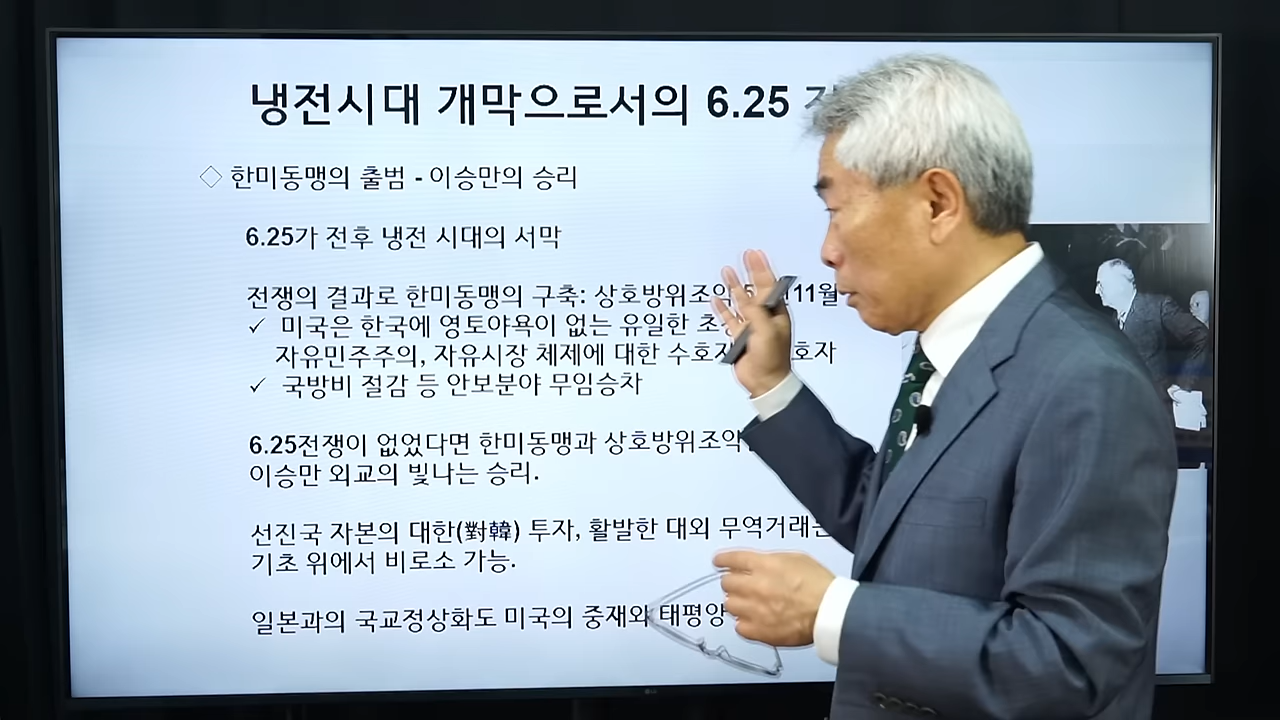 냉전시대 개막으로서의 6.25
◇ 한미동맹의 출범 - 이승만의 승리
6.25가 전후 냉전 시대의 서막
전쟁의 결과로 한미동맹의 구축: 상호방위조약 11월
✓ 미국은 한국에 영토야욕이 없는 유일한
자유민주주의, 자유시장 체제에 대한
✓ 국방비 절감 등 안보분야 무임승차
6.25전쟁이 없었다면 한미동맹과 상호방위조약
이승만 외교의 빛나는 승리.
선진국 자본의 대한(對韓) 투자, 활발한 대외 무역거래는
기초 위에서 비로소 가능.
일본과의 국교정상화도 미국의 중재와 태평양
LG